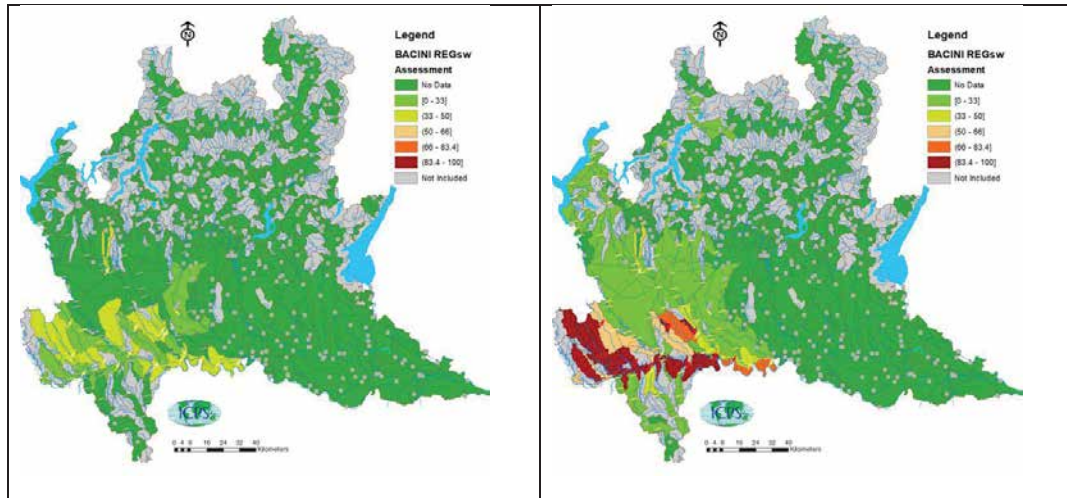 N
Legend
BACINI REGsw
Assessment
No Data
[0 - 33]
(33 - 50]
(50 - 66]
(66 - 83.4]
(83.4 - 100]
Not Included
ICPS
0 4 8 16 24 32 40
Kilometers
N
Legend
BACINI REGsw
Assessment
No Data
[0 - 33]
(33 - 50]
(50 - 66]
(66 - 83.4]
(83.4 - 100]
Not Included
ICPS
0 4 8 16 24 32 40
Kilometers